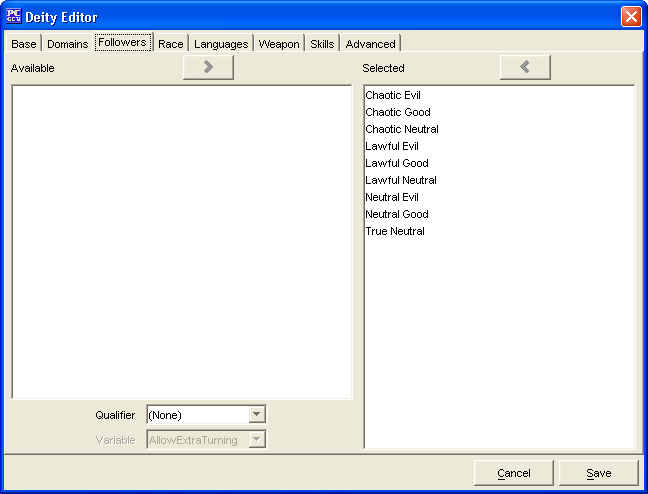 PC GEN Deity Editor
Base Domains Followers Race Languages Weapon Skills Advanced
Available Selected
Chaotic Evil
Chaotic Good
Chaotic Neutral
Lawful Evil
Lawful Good
Lawful Neutral
Neutral Evil
Neutral Good
True Neutral
Qualifier (None)
Variable AllowExtraTurning
Cancel Save